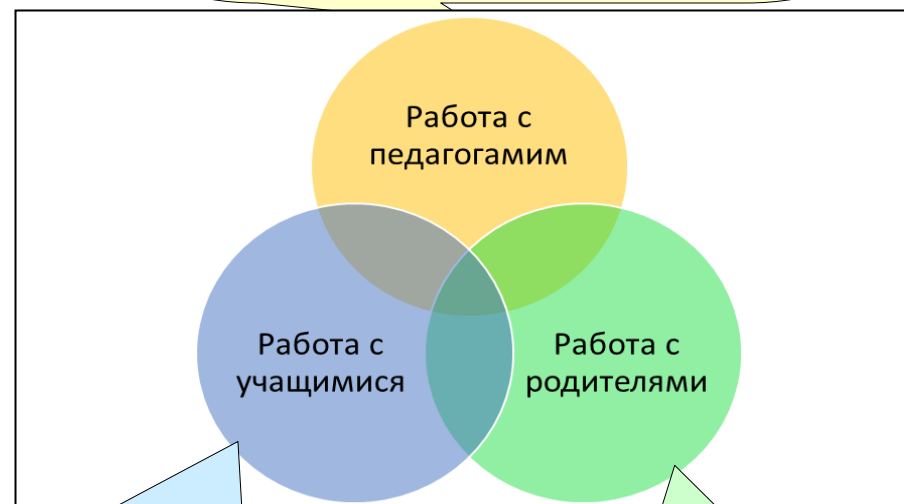 Работа с
педагогамим
Работа с
учащимися
Работа с
родителями